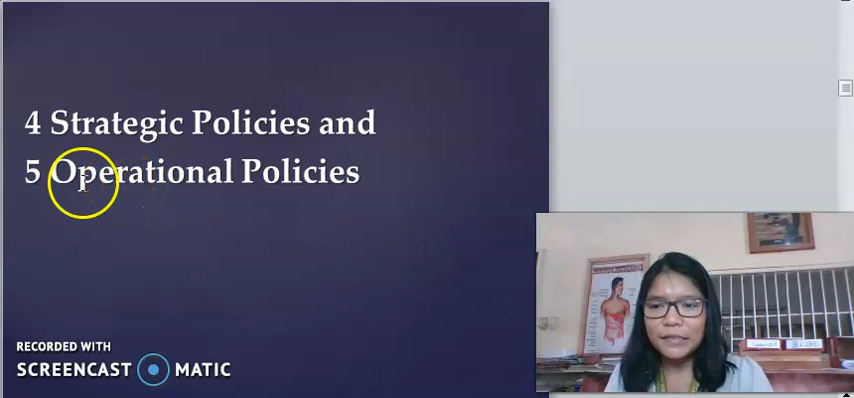 4 Strategic Policies and
5 Operational Policies
RECORDED WITH
SCREENCAST MATIC